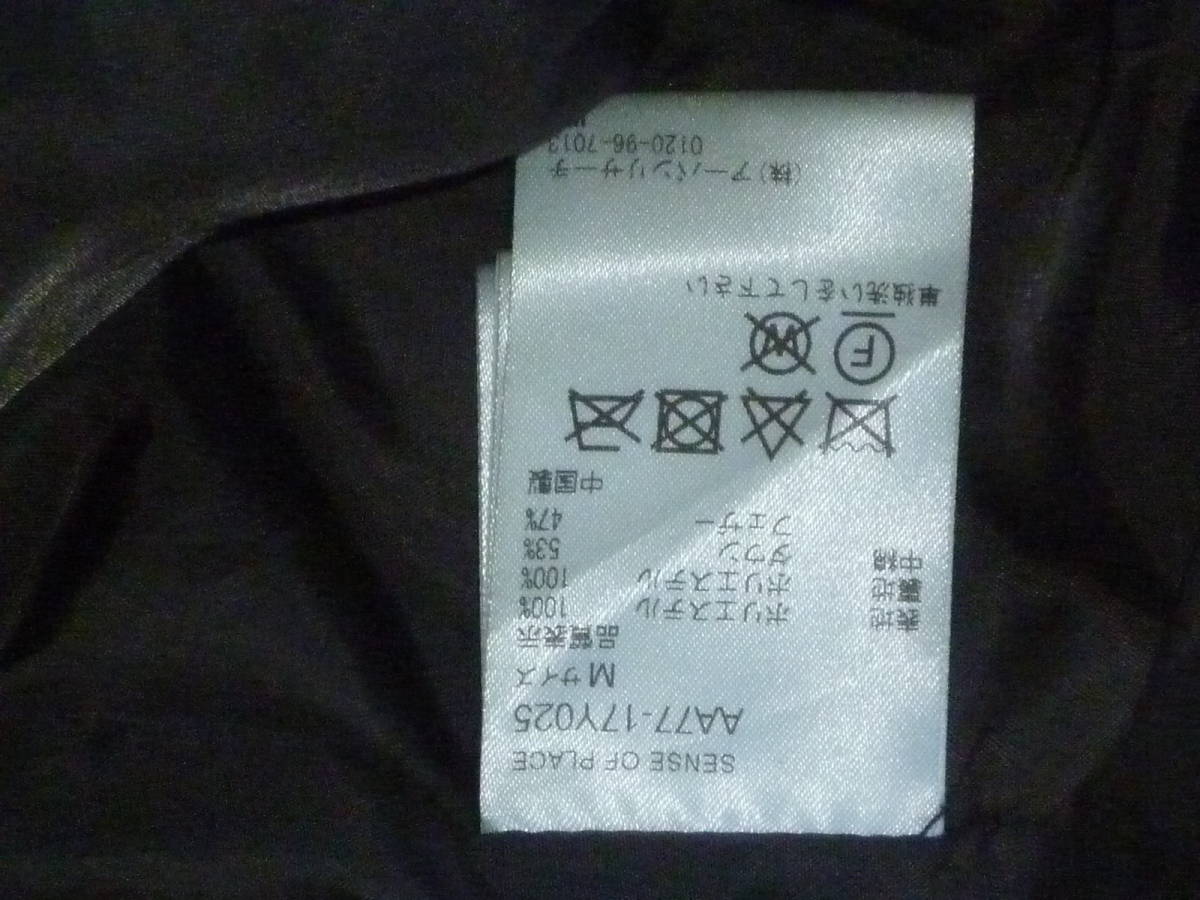 SENSE OF PLACE
AA77-17Y025
Mサイズ
品質表示
表地 ポリエステル 100%
裏地 ポリエステル 100%
中綿 ダウン 53%
フェザー 47%
中国製
F W
単独洗いをして下さい
(株)アーバンリサーチ
0120-96-7013